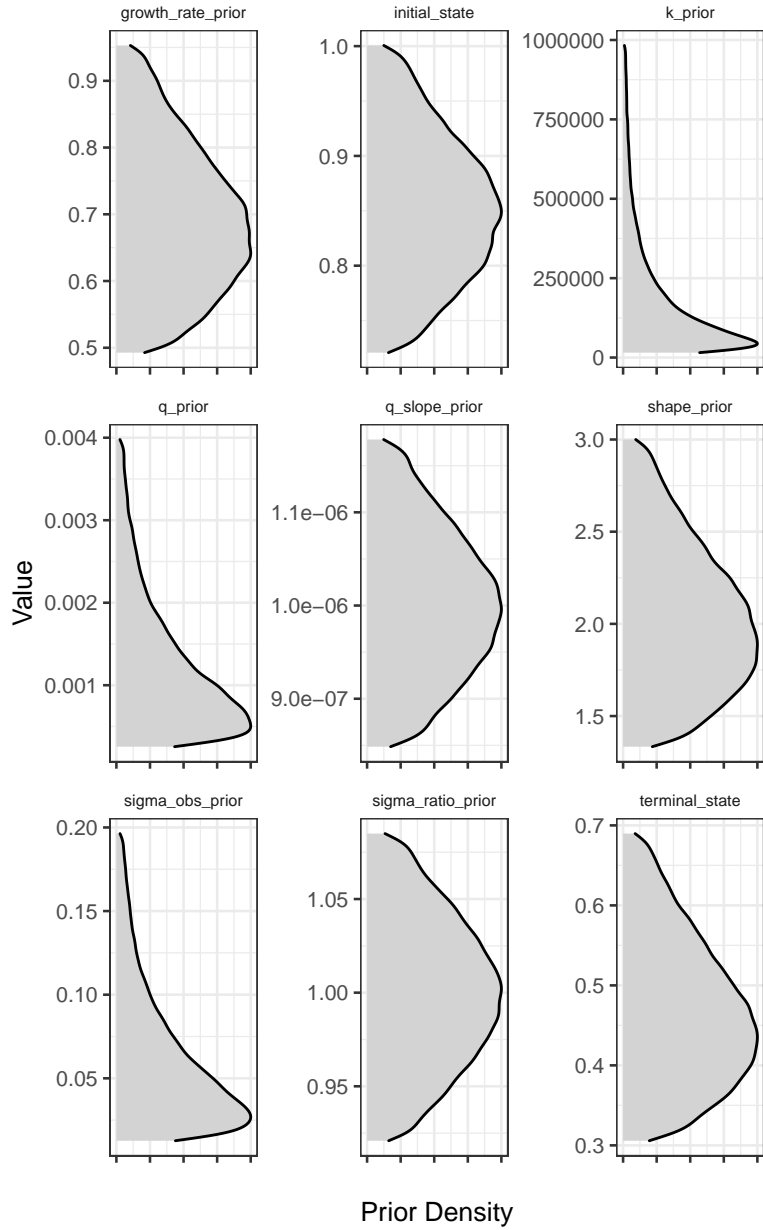 growth_rate_prior
initial_state
k_prior
0.9
0.8
0.7
0.6
0.5
1.0
0.9
0.8
1000000
750000
500000
250000
0
q_prior
q_slope_prior
shape_prior
0.004
0.003
0.002
0.001
1.1e-06
1.0e-06
9.0e-07
3.0
2.5
2.0
1.5
Value
sigma_obs_prior
sigma_ratio_prior
terminal_state
0.20
0.15
0.10
0.05
1.05
1.00
0.95
0.7
0.6
0.5
0.4
0.3
Prior Density